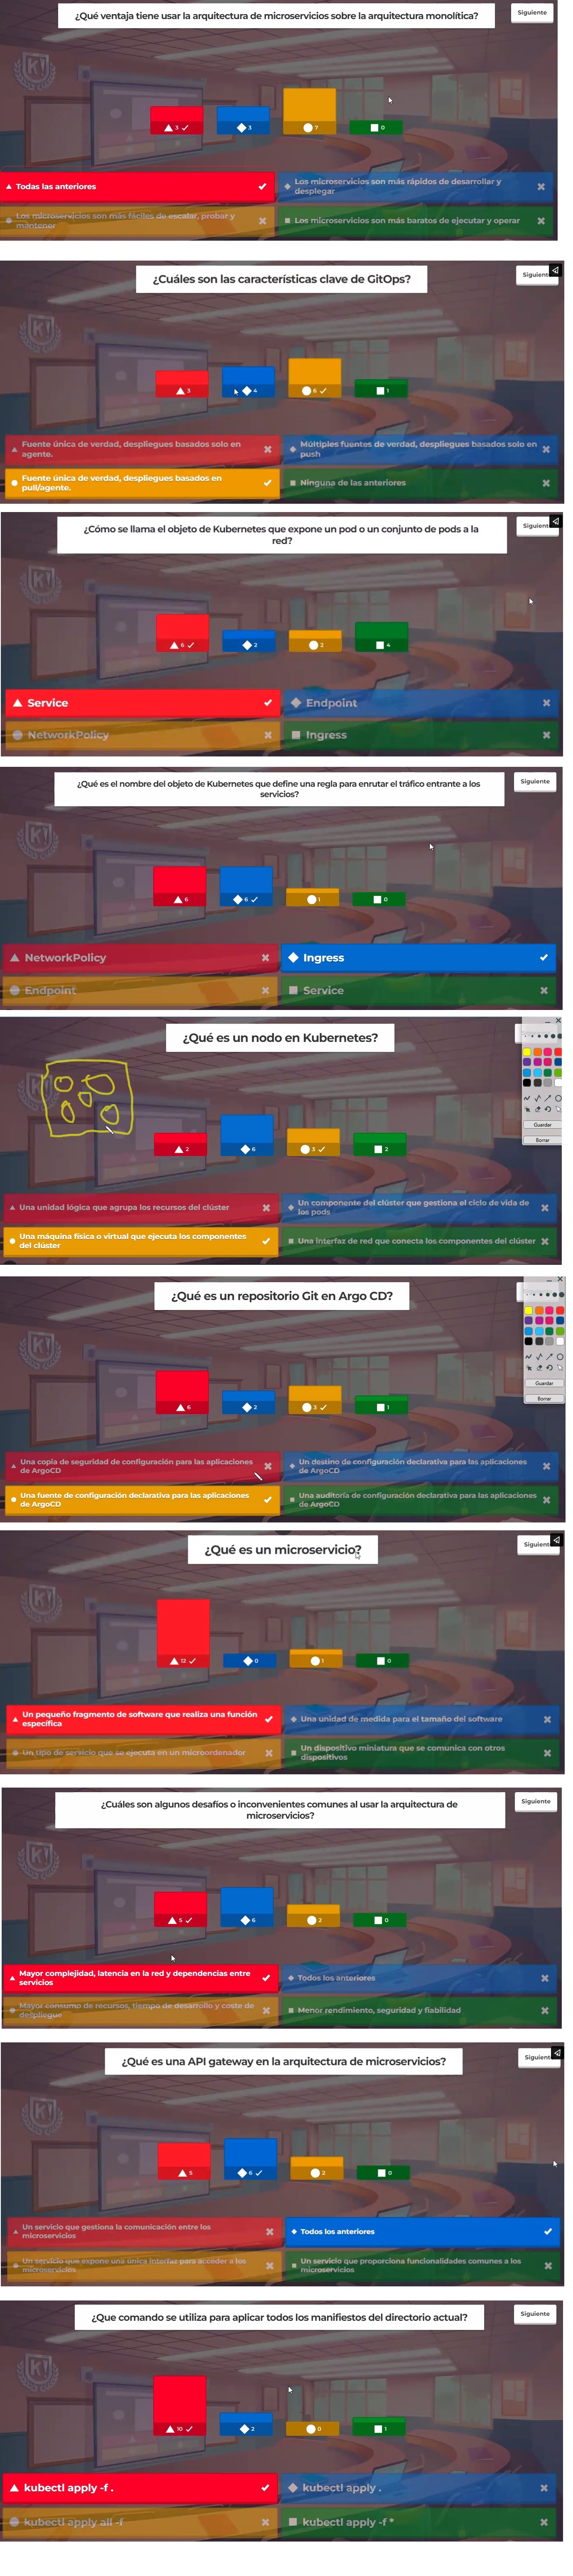 ¿Qué ventaja tiene usar la arquitectura de microservicios sobre la arquitectura monolítica?
Siguiente
3
3
7
0
Todas las anteriores
Los microservicios son más rápidos de desarrollar y
desplegar
Los microservicios son más fáciles de escalar, probar y
mantener
Los microservicios son más baratos de ejecutar y operar
¿Cuáles son las características clave de GitOps?
Siguient
3
4
6
1
Fuente única de verdad, despliegues basados solo en
agente.
Múltiples fuentes de verdad, despliegues basados solo en
push
Fuente única de verdad, despliegues basados en
pull/agente.
Ninguna de las anteriores
¿Cómo se llama el objeto de Kubernetes que expone un pod o un conjunto de pods a la
red?
Siguient
6
2
2
4
Service
Endpoint
NetworkPolicy
Ingress
¿Qué es el nombre del objeto de Kubernetes que define una regla para enrutar el tráfico entrante a los
servicios?
Siguiente
6
6
1
0
NetworkPolicy
Ingress
Endpoint
Service
¿Qué es un nodo en Kubernetes?
Guardar
Borrar
2
6
3
2
Una unidad lógica que agrupa los recursos del clúster
Un componente del clúster que gestiona el ciclo de vida de
los pods
Una máquina física o virtual que ejecuta los componentes
del clúster
Una interfaz de red que conecta los componentes del clúster
¿Qué es un repositorio Git en Argo CD?
Guardar
Borrar
6
2
3
1
Una copia de seguridad de configuración para las aplicaciones
de ArgoCD
Un destino de configuración declarativa para las aplicaciones
de ArgoCD
Una fuente de configuración declarativa para las aplicaciones
de ArgoCD
Una auditoría de configuración declarativa para las aplicaciones
de ArgoCD
¿Qué es un microservicio?
Siguient
12
0
1
0
Un pequeño fragmento de software que realiza una función
específica
Una unidad de medida para el tamaño del software
Un tipo de servicio que se ejecuta en un microordenador
Un dispositivo miniatura que se comunica con otros
dispositivos
¿Cuáles son algunos desafíos o inconvenientes comunes al usar la arquitectura de
microservicios?
Siguiente
5
6
2
0
Mayor complejidad, latencia en la red y dependencias entre
servicios
Todos los anteriores
Mayor consumo de recursos, tiempo de desarrollo y coste de
despliegue
Menor rendimiento, seguridad y fiabilidad
¿Qué es una API gateway en la arquitectura de microservicios?
Siguient
5
6
2
0
Un servicio que gestiona la comunicación entre los
microservicios
Todos los anteriores
Un servicio que expone una única interfaz para acceder a los
microservicios
Un servicio que proporciona funcionalidades comunes a los
microservicios
¿Que comando se utiliza para aplicar todos los manifiestos del directorio actual?
Siguiente
10
2
0
1
kubectl apply -f .
kubectl apply .
kubectl apply all -f
kubectl apply -f *